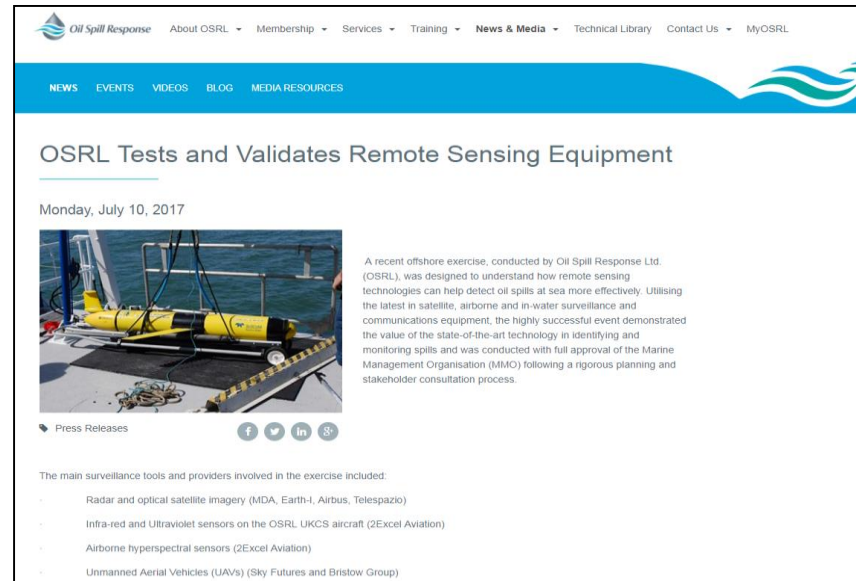 Oil Spill Response About OSRL Membership Services Training News & Media Technical Library Contact Us MyOSRL
NEWS EVENTS VIDEOS BLOG MEDIA RESOURCES
OSRL Tests and Validates Remote Sensing Equipment
Monday, July 10, 2017
A recent offshore exercise, conducted by Oil Spill Response Ltd.
(OSRL), was designed to understand how remote sensing
technologies can help detect oil spills at sea more effectively. Utilising
the latest in satellite, airborne and in-water surveillance and
communications equipment, the highly successful event demonstrated
the value of the state-of-the-art technology in identifying and
monitoring spills and was conducted with full approval of the Marine
Management Organisation (MMO) following a rigorous planning and
stakeholder consultation process.
Press Releases
The main surveillance tools and providers involved in the exercise included:
· Radar and optical satellite imagery (MDA, Earth-I, Airbus, Telespazio)
· Infra-red and Ultraviolet sensors on the OSRL UKCS aircraft (2Excel Aviation)
· Airborne hyperspectral sensors (2Excel Aviation)
· Unmanned Aerial Vehicles (UAVs) (Sky Futures and Bristow Group)